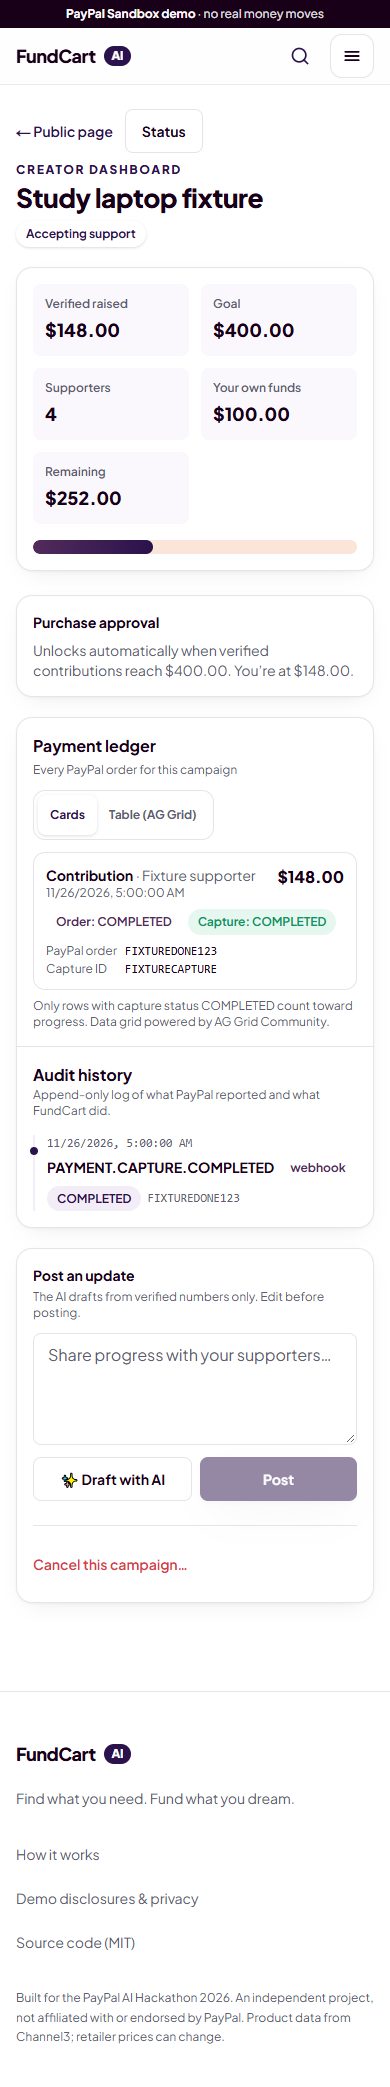 PayPal Sandbox demo · no real money moves
FundCart AI
← Public page Status
CREATOR DASHBOARD
Study laptop fixture
Accepting support
Verified raised
$148.00
Goal
$400.00
Supporters
4
Your own funds
$100.00
Remaining
$252.00
Purchase approval
Unlocks automatically when verified
contributions reach $400.00. You're at $148.00.
Payment ledger
Every PayPal order for this campaign
Cards Table (AG Grid)
Contribution · Fixture supporter $148.00
11/26/2026, 5:00:00 AM
Order: COMPLETED Capture: COMPLETED
PayPal order FIXTUREDONE123
Capture ID FIXTURECAPTURE
Only rows with capture status COMPLETED count toward
progress. Data grid powered by AG Grid Community.
Audit history
Append-only log of what PayPal reported and what
FundCart did.
11/26/2026, 5:00:00 AM
PAYMENT.CAPTURE.COMPLETED webhook
COMPLETED FIXTUREDONE123
Post an update
The AI drafts from verified numbers only. Edit before
posting.
Share progress with your supporters…
✨ Draft with AI Post
Cancel this campaign…
FundCart AI
Find what you need. Fund what you dream.
How it works
Demo disclosures & privacy
Source code (MIT)
Built for the PayPal AI Hackathon 2026. An independent project,
not affiliated with or endorsed by PayPal. Product data from
Channel3; retailer prices can change.